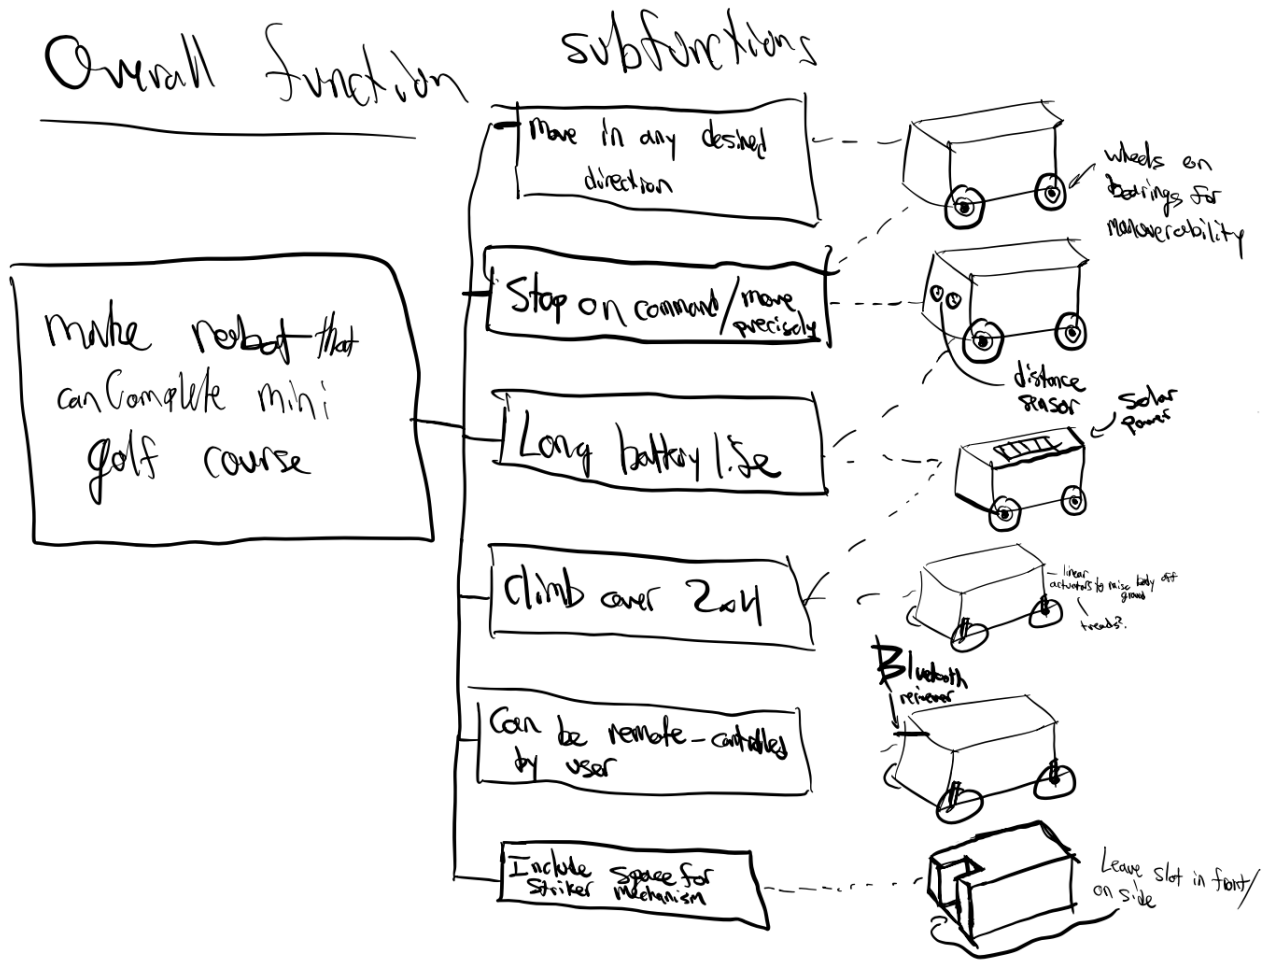 Overall function
subfunctions
move in any desired
direction
wheels on
bearings for
manuverability
Stop on command/move
precisely
make robot that
can complete mini
golf course
distance
sensor
Long battery life
solar
power
Climb over 2x4
linear
actuators to raise body off
ground
treads?
Bluetooth
reciever
Can be remote-controlled
by user
Include space for
striker mechanism
Leave slot in front/
on side